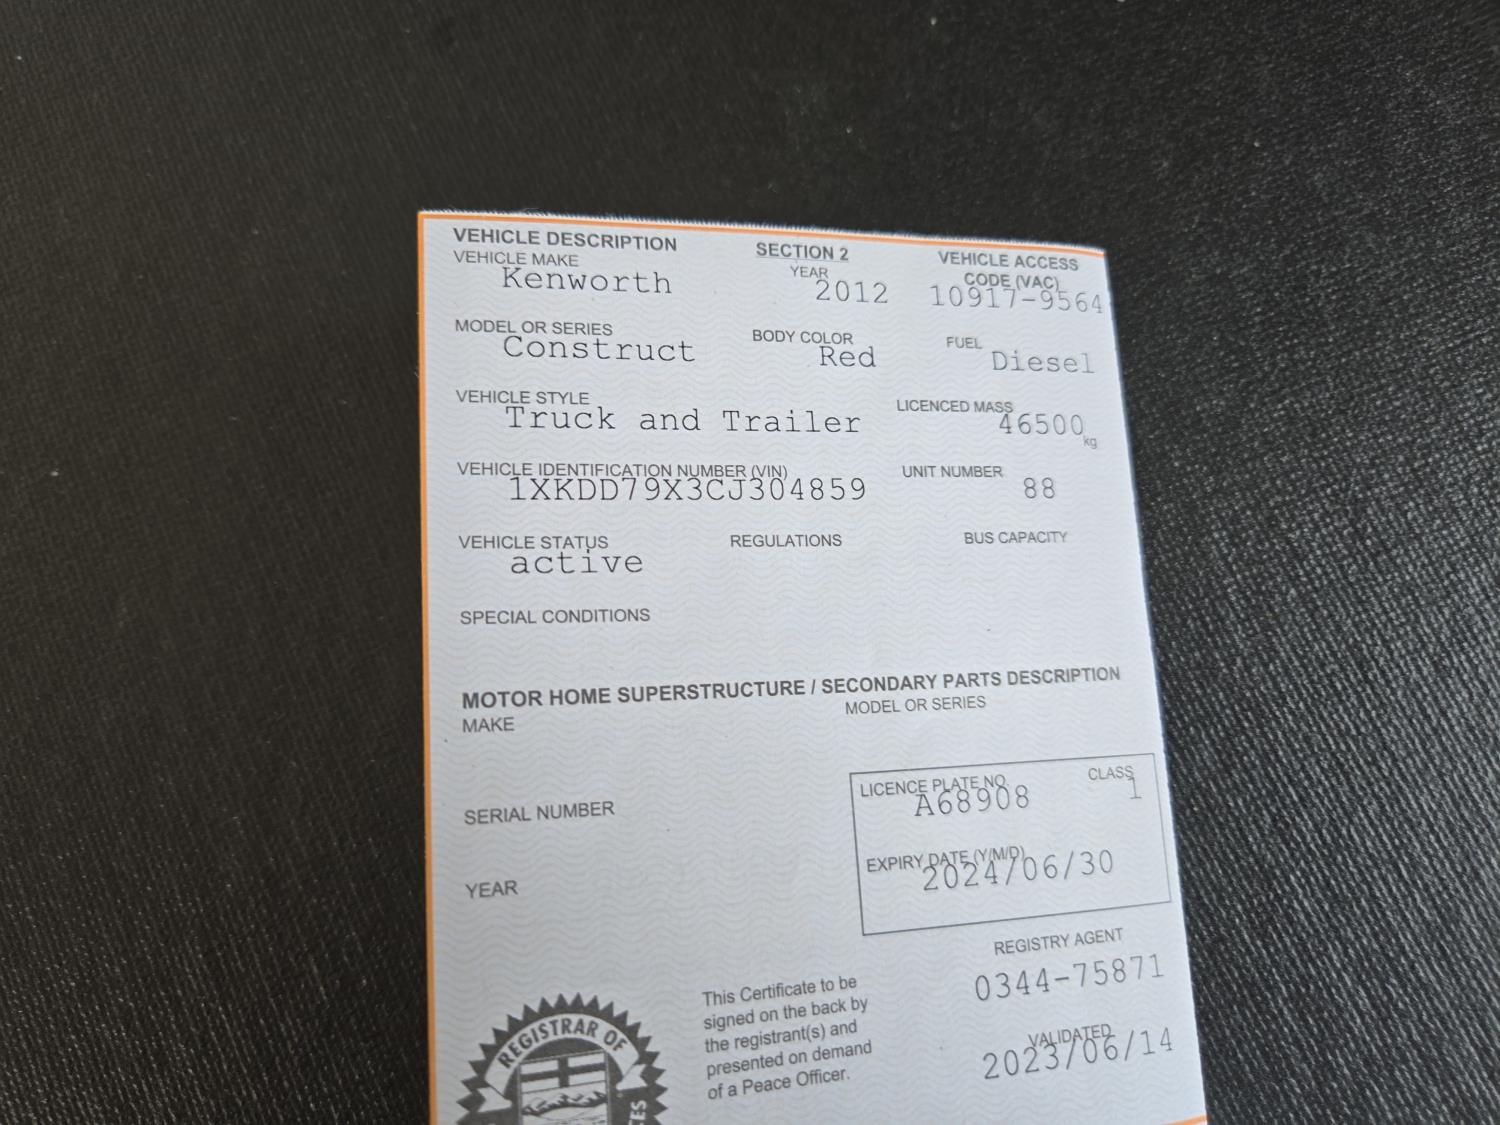 VEHICLE DESCRIPTION SECTION 2 VEHICLE ACCESS CODE (VAC)
VEHICLE MAKE YEAR
Kenworth 2012 10917-9564
MODEL OR SERIES BODY COLOR FUEL
Construct Red Diesel
VEHICLE STYLE LICENCED MASS
Truck and Trailer 46500 kg
VEHICLE IDENTIFICATION NUMBER (VIN) UNIT NUMBER
1XKDD79X3CJ304859 88
VEHICLE STATUS REGULATIONS BUS CAPACITY
active
SPECIAL CONDITIONS
MOTOR HOME SUPERSTRUCTURE / SECONDARY PARTS DESCRIPTION
MAKE MODEL OR SERIES
LICENCE PLATE NO. CLASS
A68908 1
SERIAL NUMBER
EXPIRY DATE (Y/M/D)
2024/06/30
YEAR
REGISTRY AGENT
0344-75871
This Certificate to be
signed on the back by
the registrant(s) and
presented on demand
of a Peace Officer.
VALIDATED
2023/06/14
REGISTRAR OF